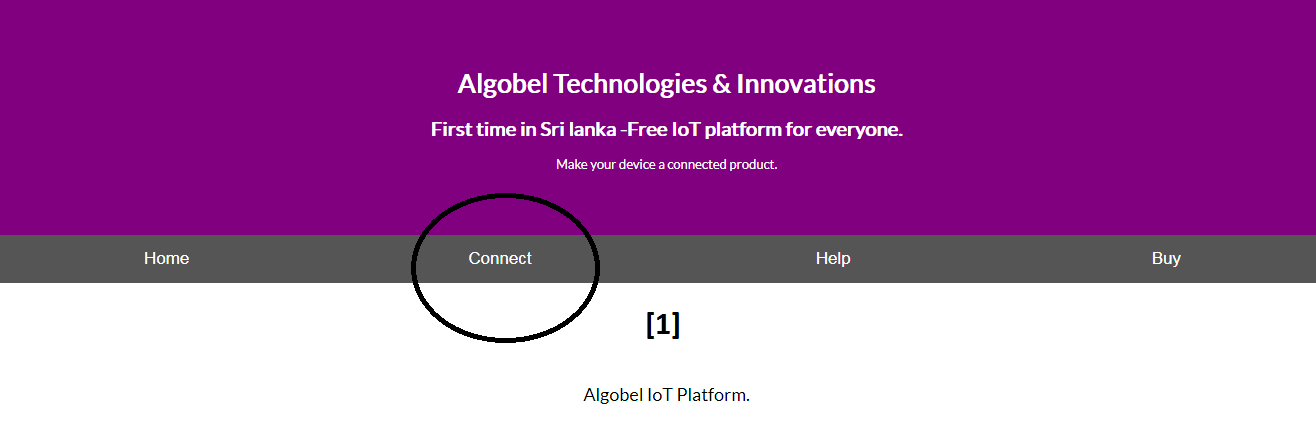 Algobel Technologies & Innovations
First time in Sri lanka -Free IoT platform for everyone.
Make your device a connected product.
Home Connect Help Buy
[1]
Algobel IoT Platform.